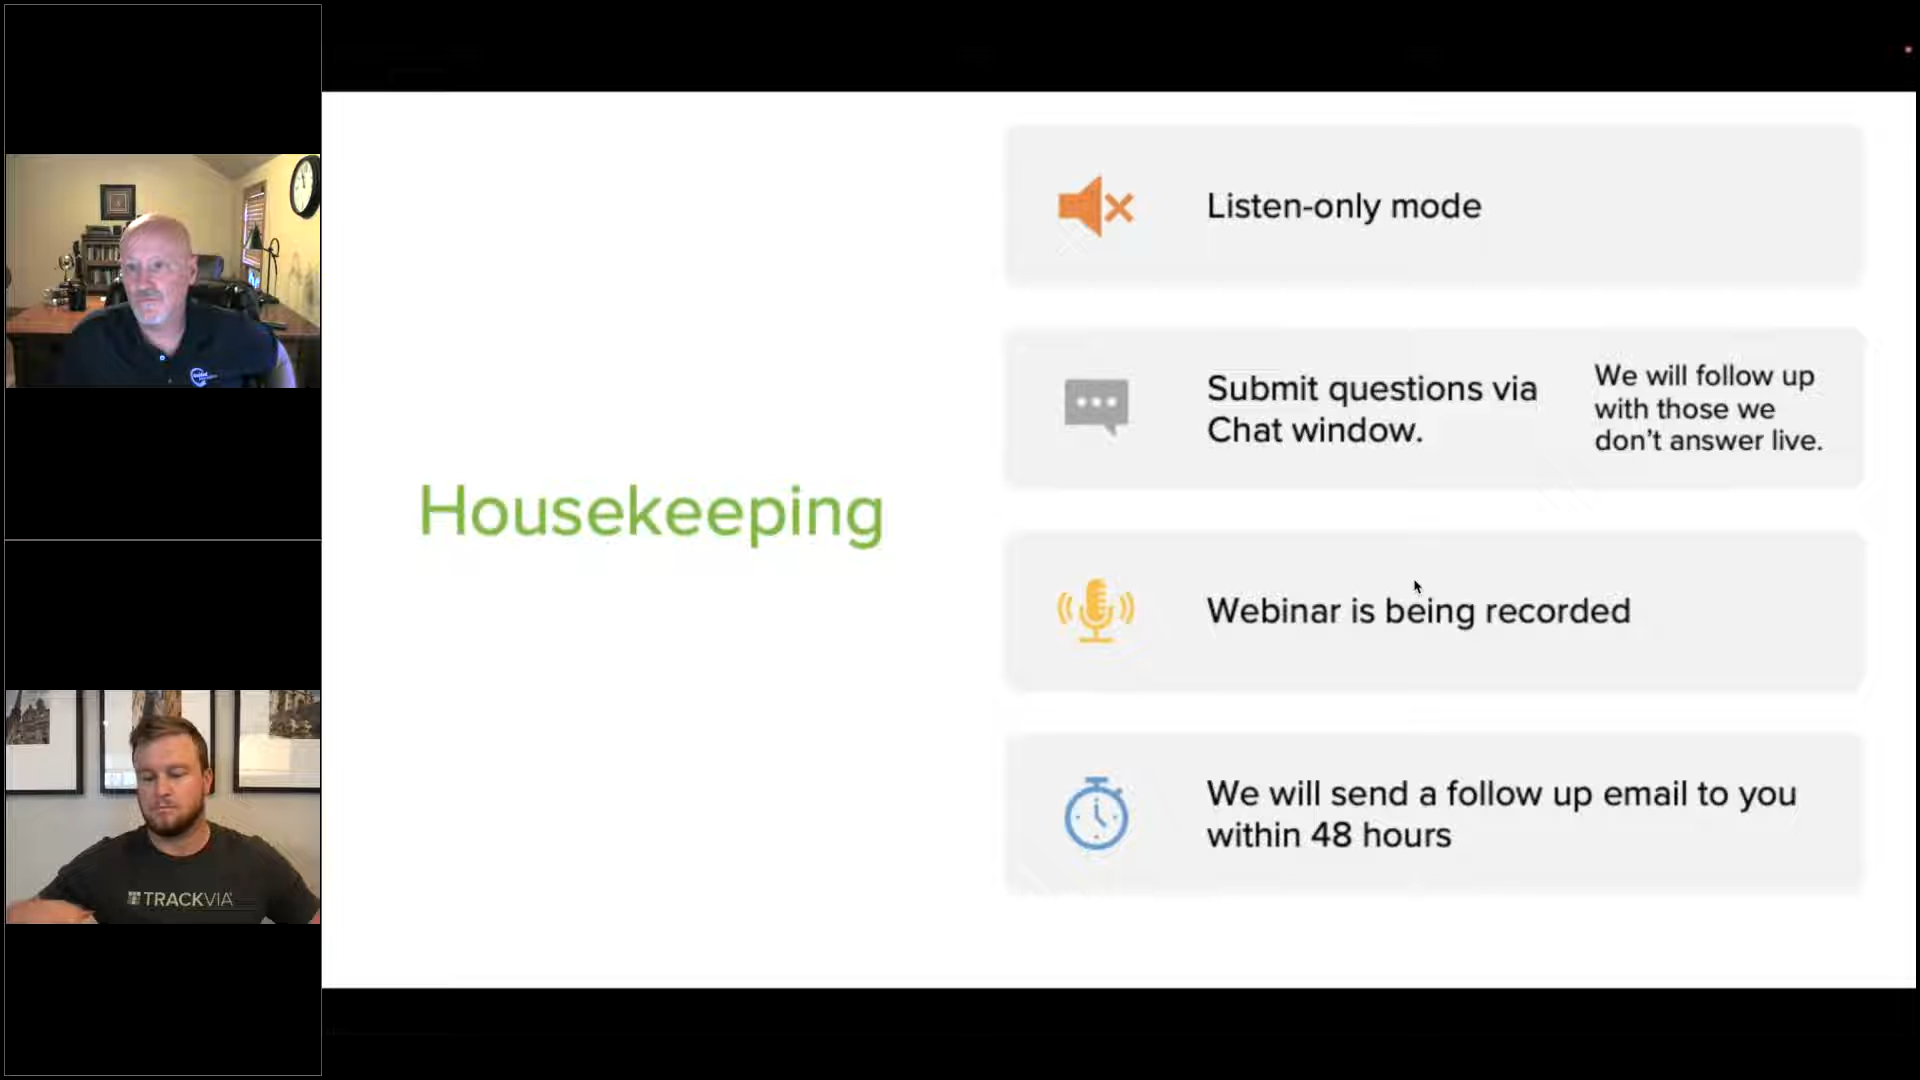 Housekeeping
Listen-only mode
Submit questions via
Chat window.
We will follow up
with those we
don't answer live.
Webinar is being recorded
We will send a follow up email to you
within 48 hours
TRACKVIA